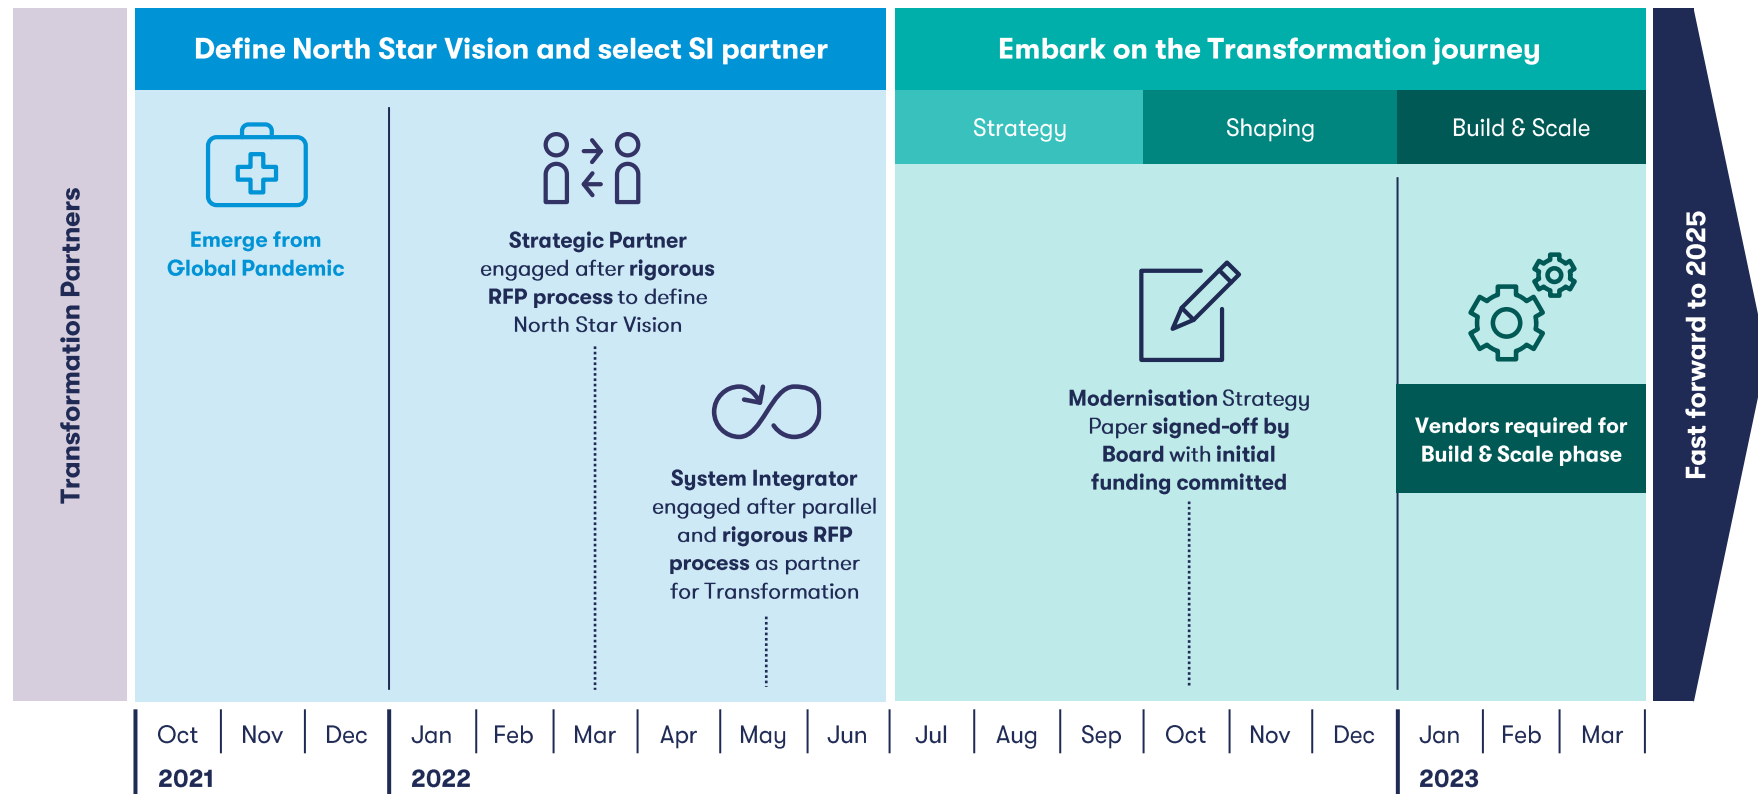 Transformation Partners
Define North Star Vision and select SI partner
Emerge from
Global Pandemic
Strategic Partner
engaged after rigorous
RFP process to define
North Star Vision
System Integrator
engaged after parallel
and rigorous RFP
process as partner
for Transformation
Embark on the Transformation journey
Strategy
Shaping
Build & Scale
Modernisation Strategy
Paper signed-off by
Board with initial
funding committed
Vendors required for
Build & Scale phase
Fast forward to 2025
Oct Nov Dec Jan Feb Mar Apr May Jun Jul Aug Sep Oct Nov Dec Jan Feb Mar
2021 2022 2023